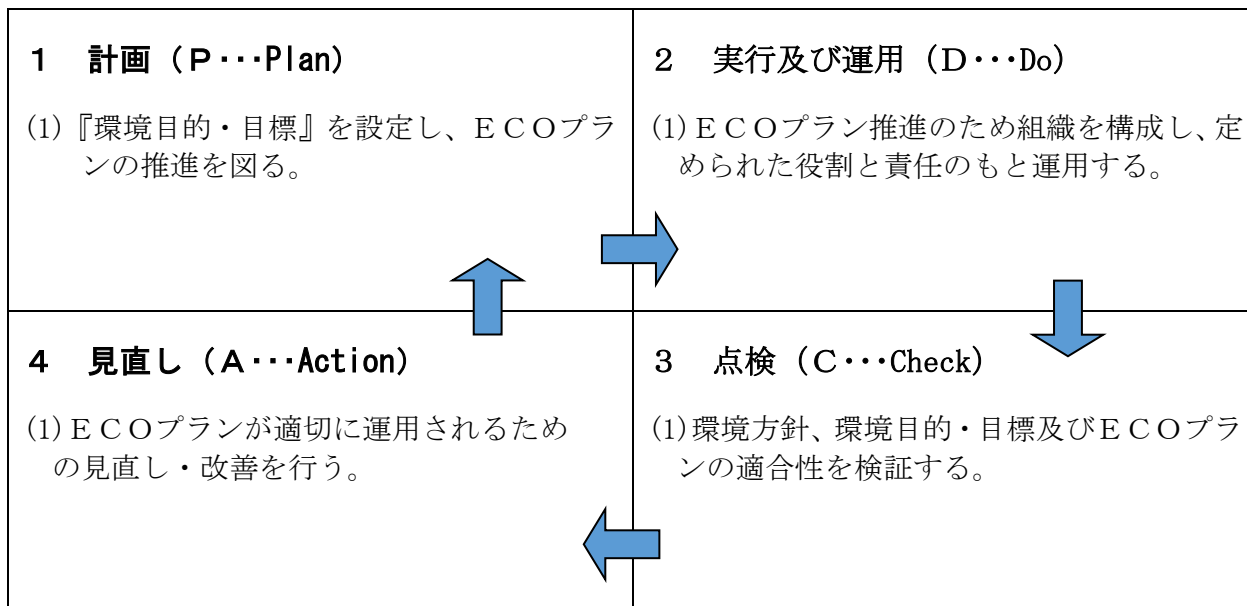 １　計画（Ｐ･･･Plan）
(1)『環境目的・目標』を設定し、ＥＣＯプラ
ンの推進を図る。
２　実行及び運用（Ｄ･･･Do）
(1)ＥＣＯプラン推進のため組織を構成し、定
められた役割と責任のもと運用する。
４　見直し（Ａ･･･Action）
(1)ＥＣＯプランが適切に運用されるため
の見直し・改善を行う。
３　点検（Ｃ･･･Check）
(1)環境方針、環境目的・目標及びＥＣＯプラ
ンの適合性を検証する。